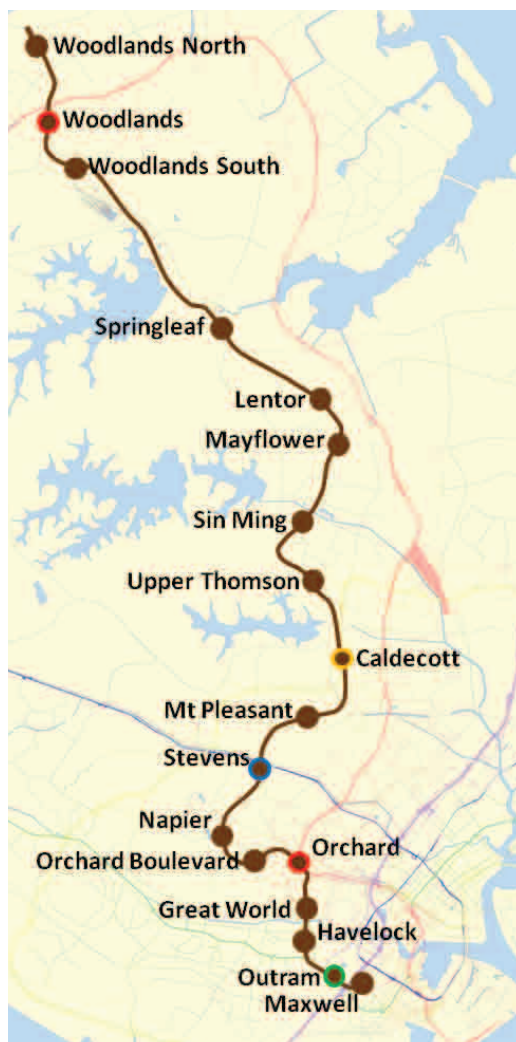 Woodlands North
Woodlands
Woodlands South
Springleaf
Lentor
Mayflower
Sin Ming
Upper Thomson
Caldecott
Mt Pleasant
Stevens
Napier
Orchard Boulevard
Orchard
Great World
Havelock
Outram
Maxwell